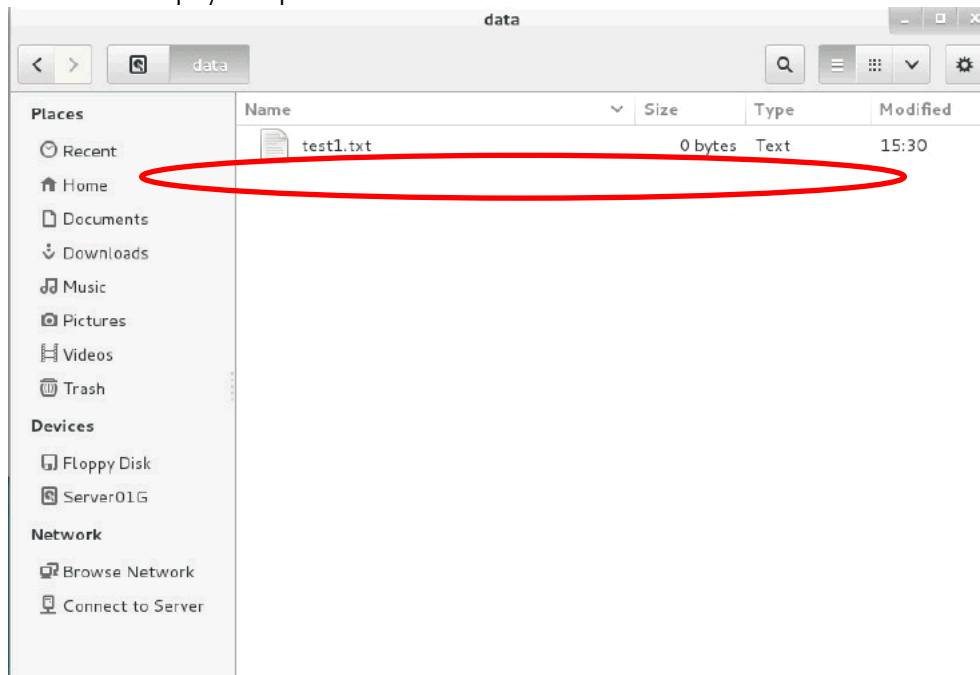 data
data
Places
Name Size Type Modified
test1.txt 0 bytes Text 15:30
Recent
Home
Documents
Downloads
Music
Pictures
Videos
Trash
Devices
Floppy Disk
Server01G
Network
Browse Network
Connect to Server